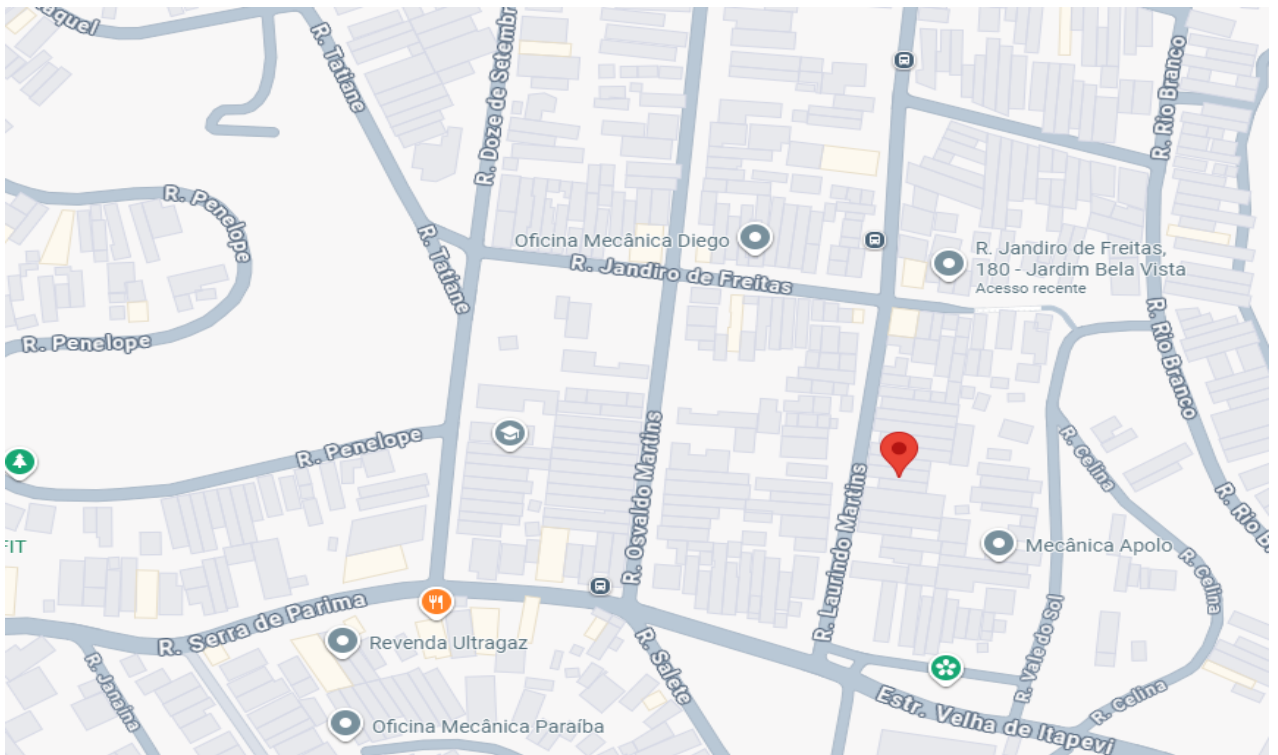 aquel
R. Tatiane
R. Doze de Setembr
R. Rio Branco
R. Penelope
R. Tatiane
Oficina Mecânica Diego
R. Jandiro de Freitas
R. Jandiro de Freitas,
180 - Jardim Bela Vista
Acesso recente
R. Penelope
R. Rio Branco
R. Penelope
R. Osvaldo Martins
R. Laurindo Martins
R. Celina
R. Rio B
FIT
Mecânica Apolo
R. Celina
R. Serra de Parima
Revenda Ultragaz
R. Salete
R. Vale do Sol
R. Janaina
Oficina Mecânica Paraíba
Estr. Velha de Itapevi
R. Celina